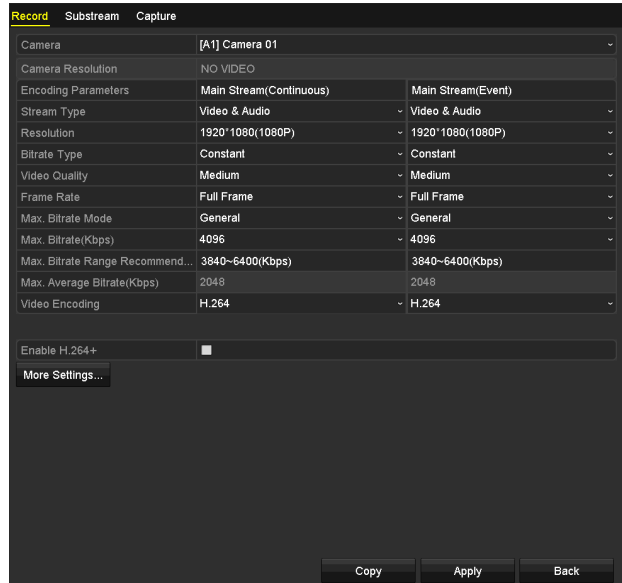 Record Substream Capture
Camera [A1] Camera 01
Camera Resolution NO VIDEO
Encoding Parameters Main Stream(Continuous) Main Stream(Event)
Stream Type Video & Audio Video & Audio
Resolution 1920*1080(1080P) 1920*1080(1080P)
Bitrate Type Constant Constant
Video Quality Medium Medium
Frame Rate Full Frame Full Frame
Max. Bitrate Mode General General
Max. Bitrate(Kbps) 4096 4096
Max. Bitrate Range Recommend... 3840~6400(Kbps) 3840~6400(Kbps)
Max. Average Bitrate(Kbps) 2048 2048
Video Encoding H.264 H.264
Enable H.264+
More Settings...
Copy Apply Back